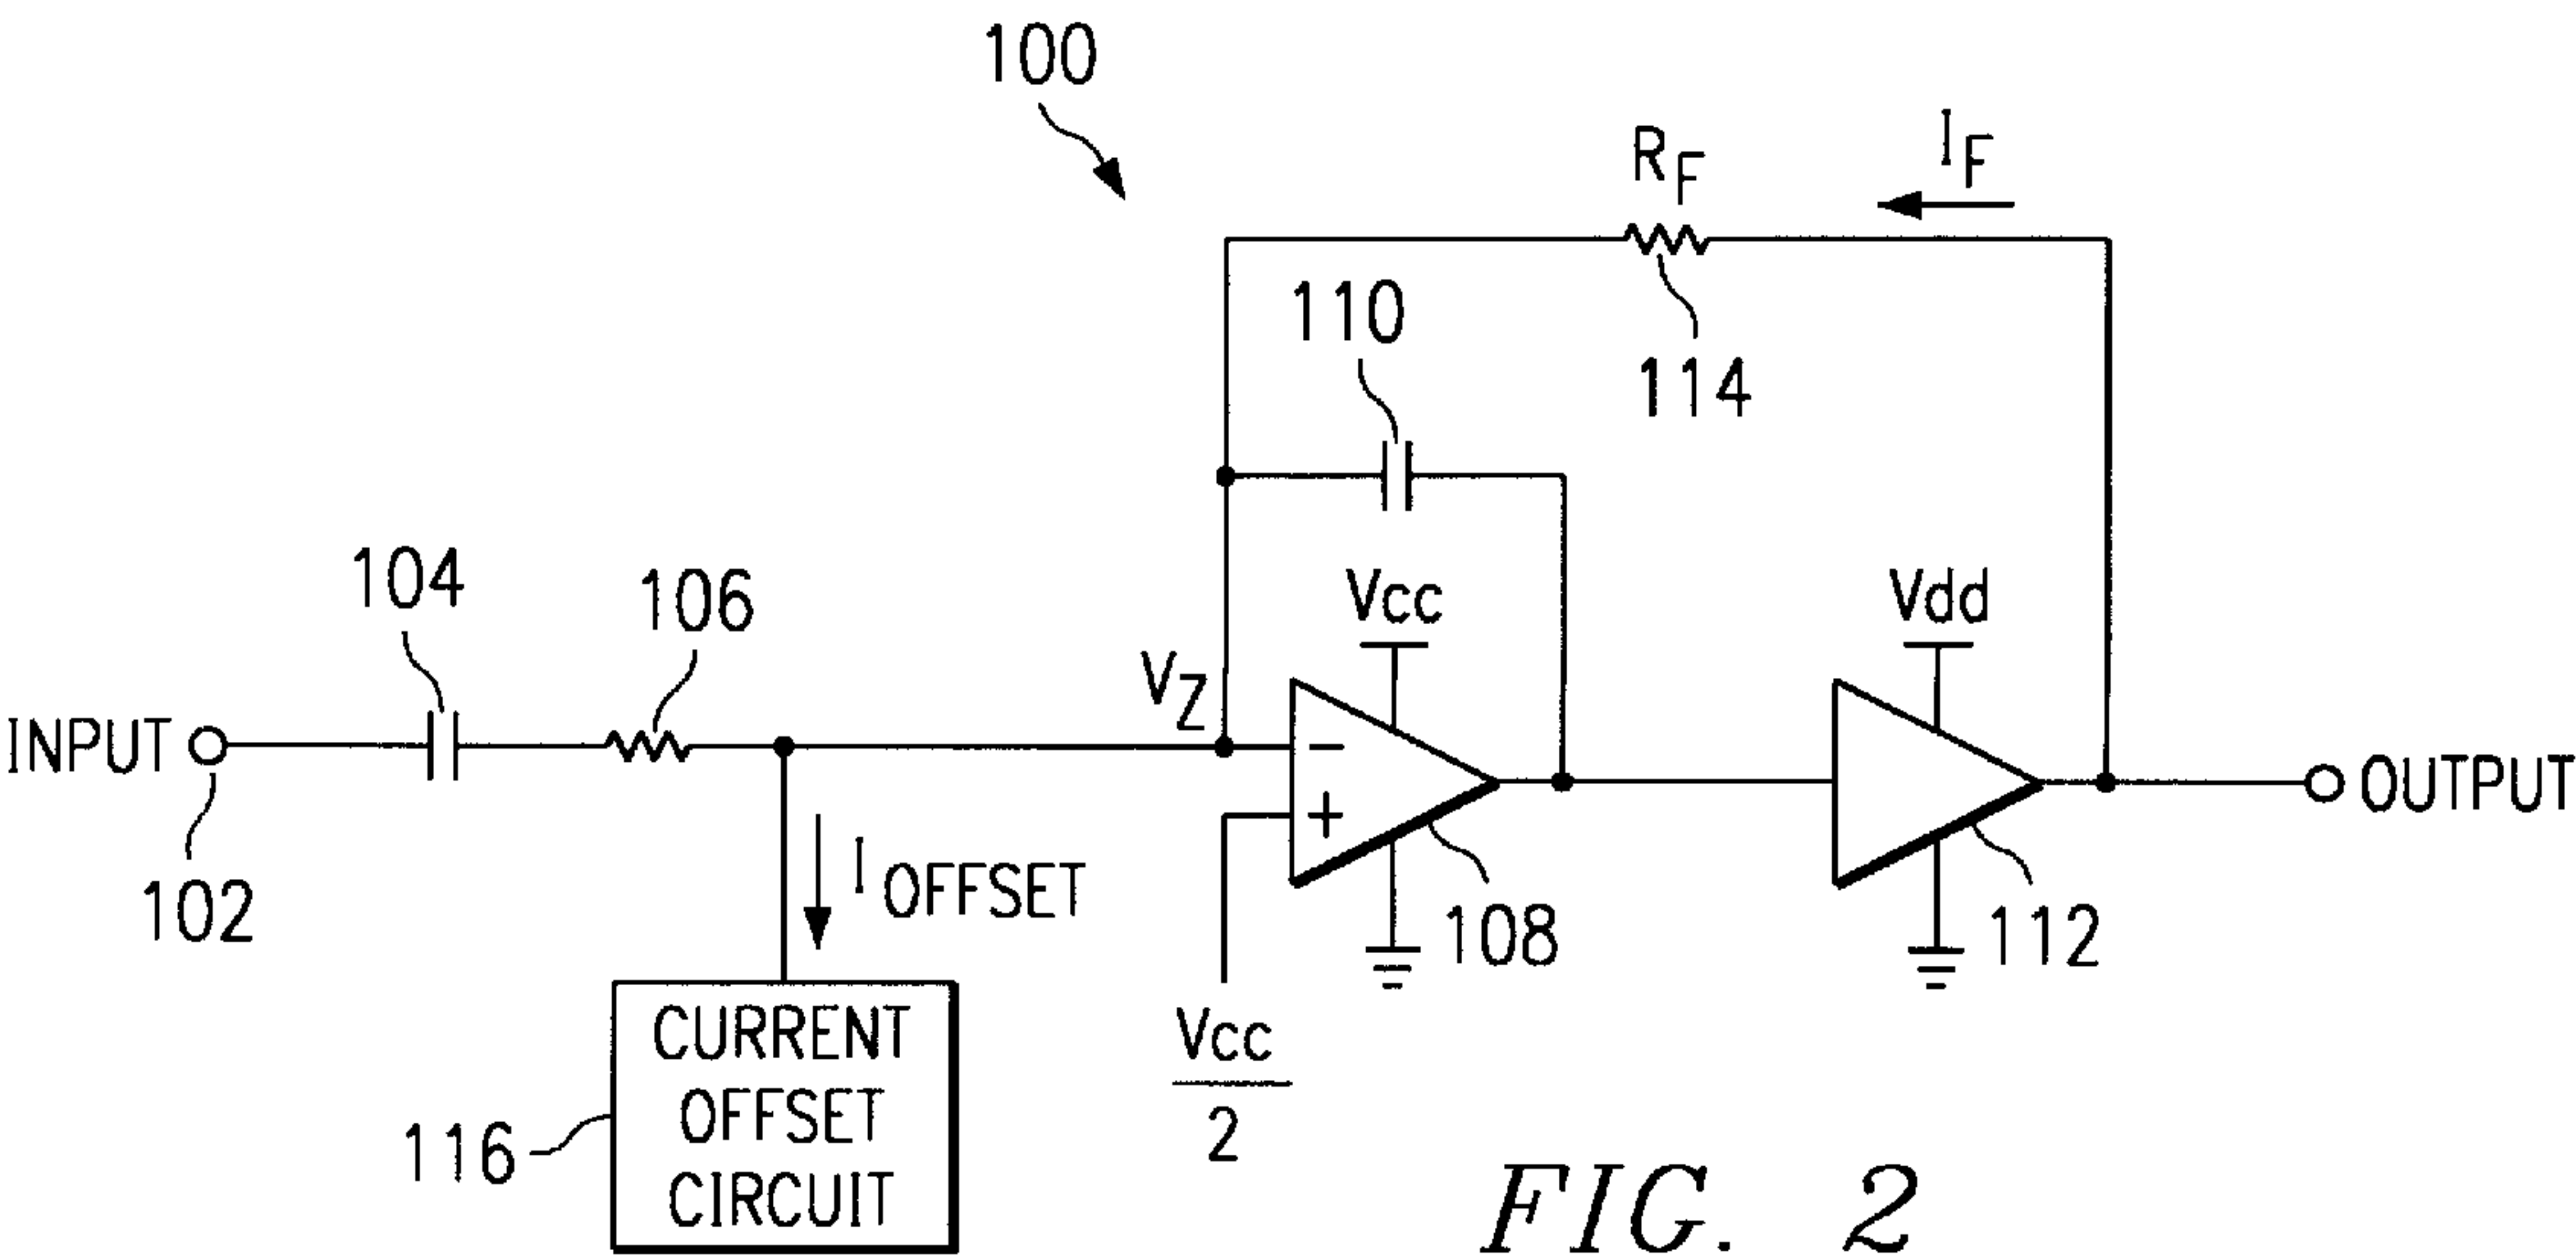 100
R_F
I_F
110
114
104
106
Vcc
Vdd
V_Z
INPUT
−
+
OUTPUT
I OFFSET
102
108
112
CURRENT
OFFSET
CIRCUIT
Vcc
2
116
FIG. 2